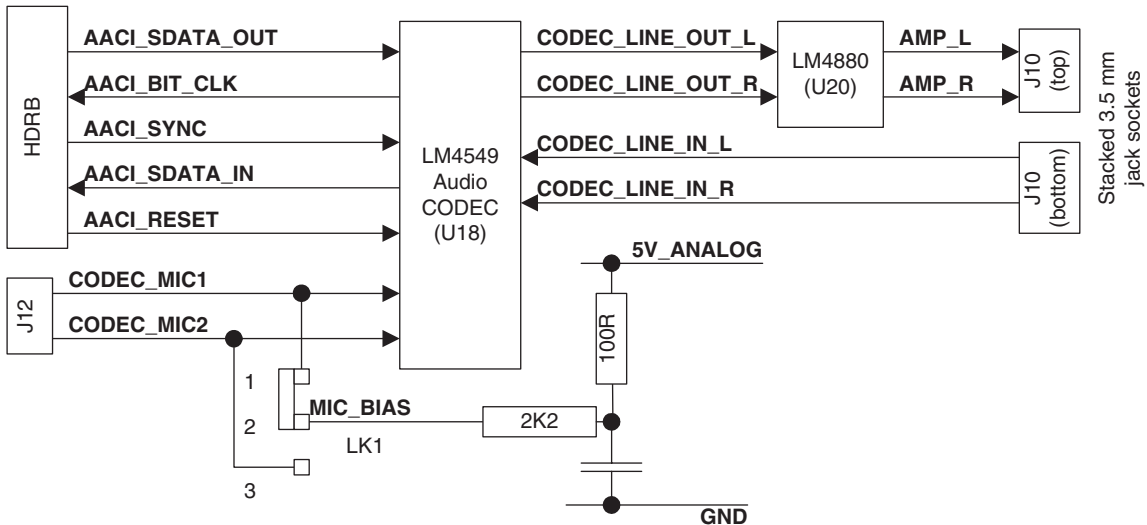 HDRB
AACI_SDATA_OUT
AACI_BIT_CLK
AACI_SYNC
AACI_SDATA_IN
AACI_RESET
J12
CODEC_MIC1
CODEC_MIC2
LM4549
Audio
CODEC
(U18)
CODEC_LINE_OUT_L
CODEC_LINE_OUT_R
LM4880
(U20)
AMP_L
AMP_R
J10
(top)
CODEC_LINE_IN_L
CODEC_LINE_IN_R
J10
(bottom)
Stacked 3.5 mm
jack sockets
5V_ANALOG
100R
1
2
3
MIC_BIAS
LK1
2K2
GND